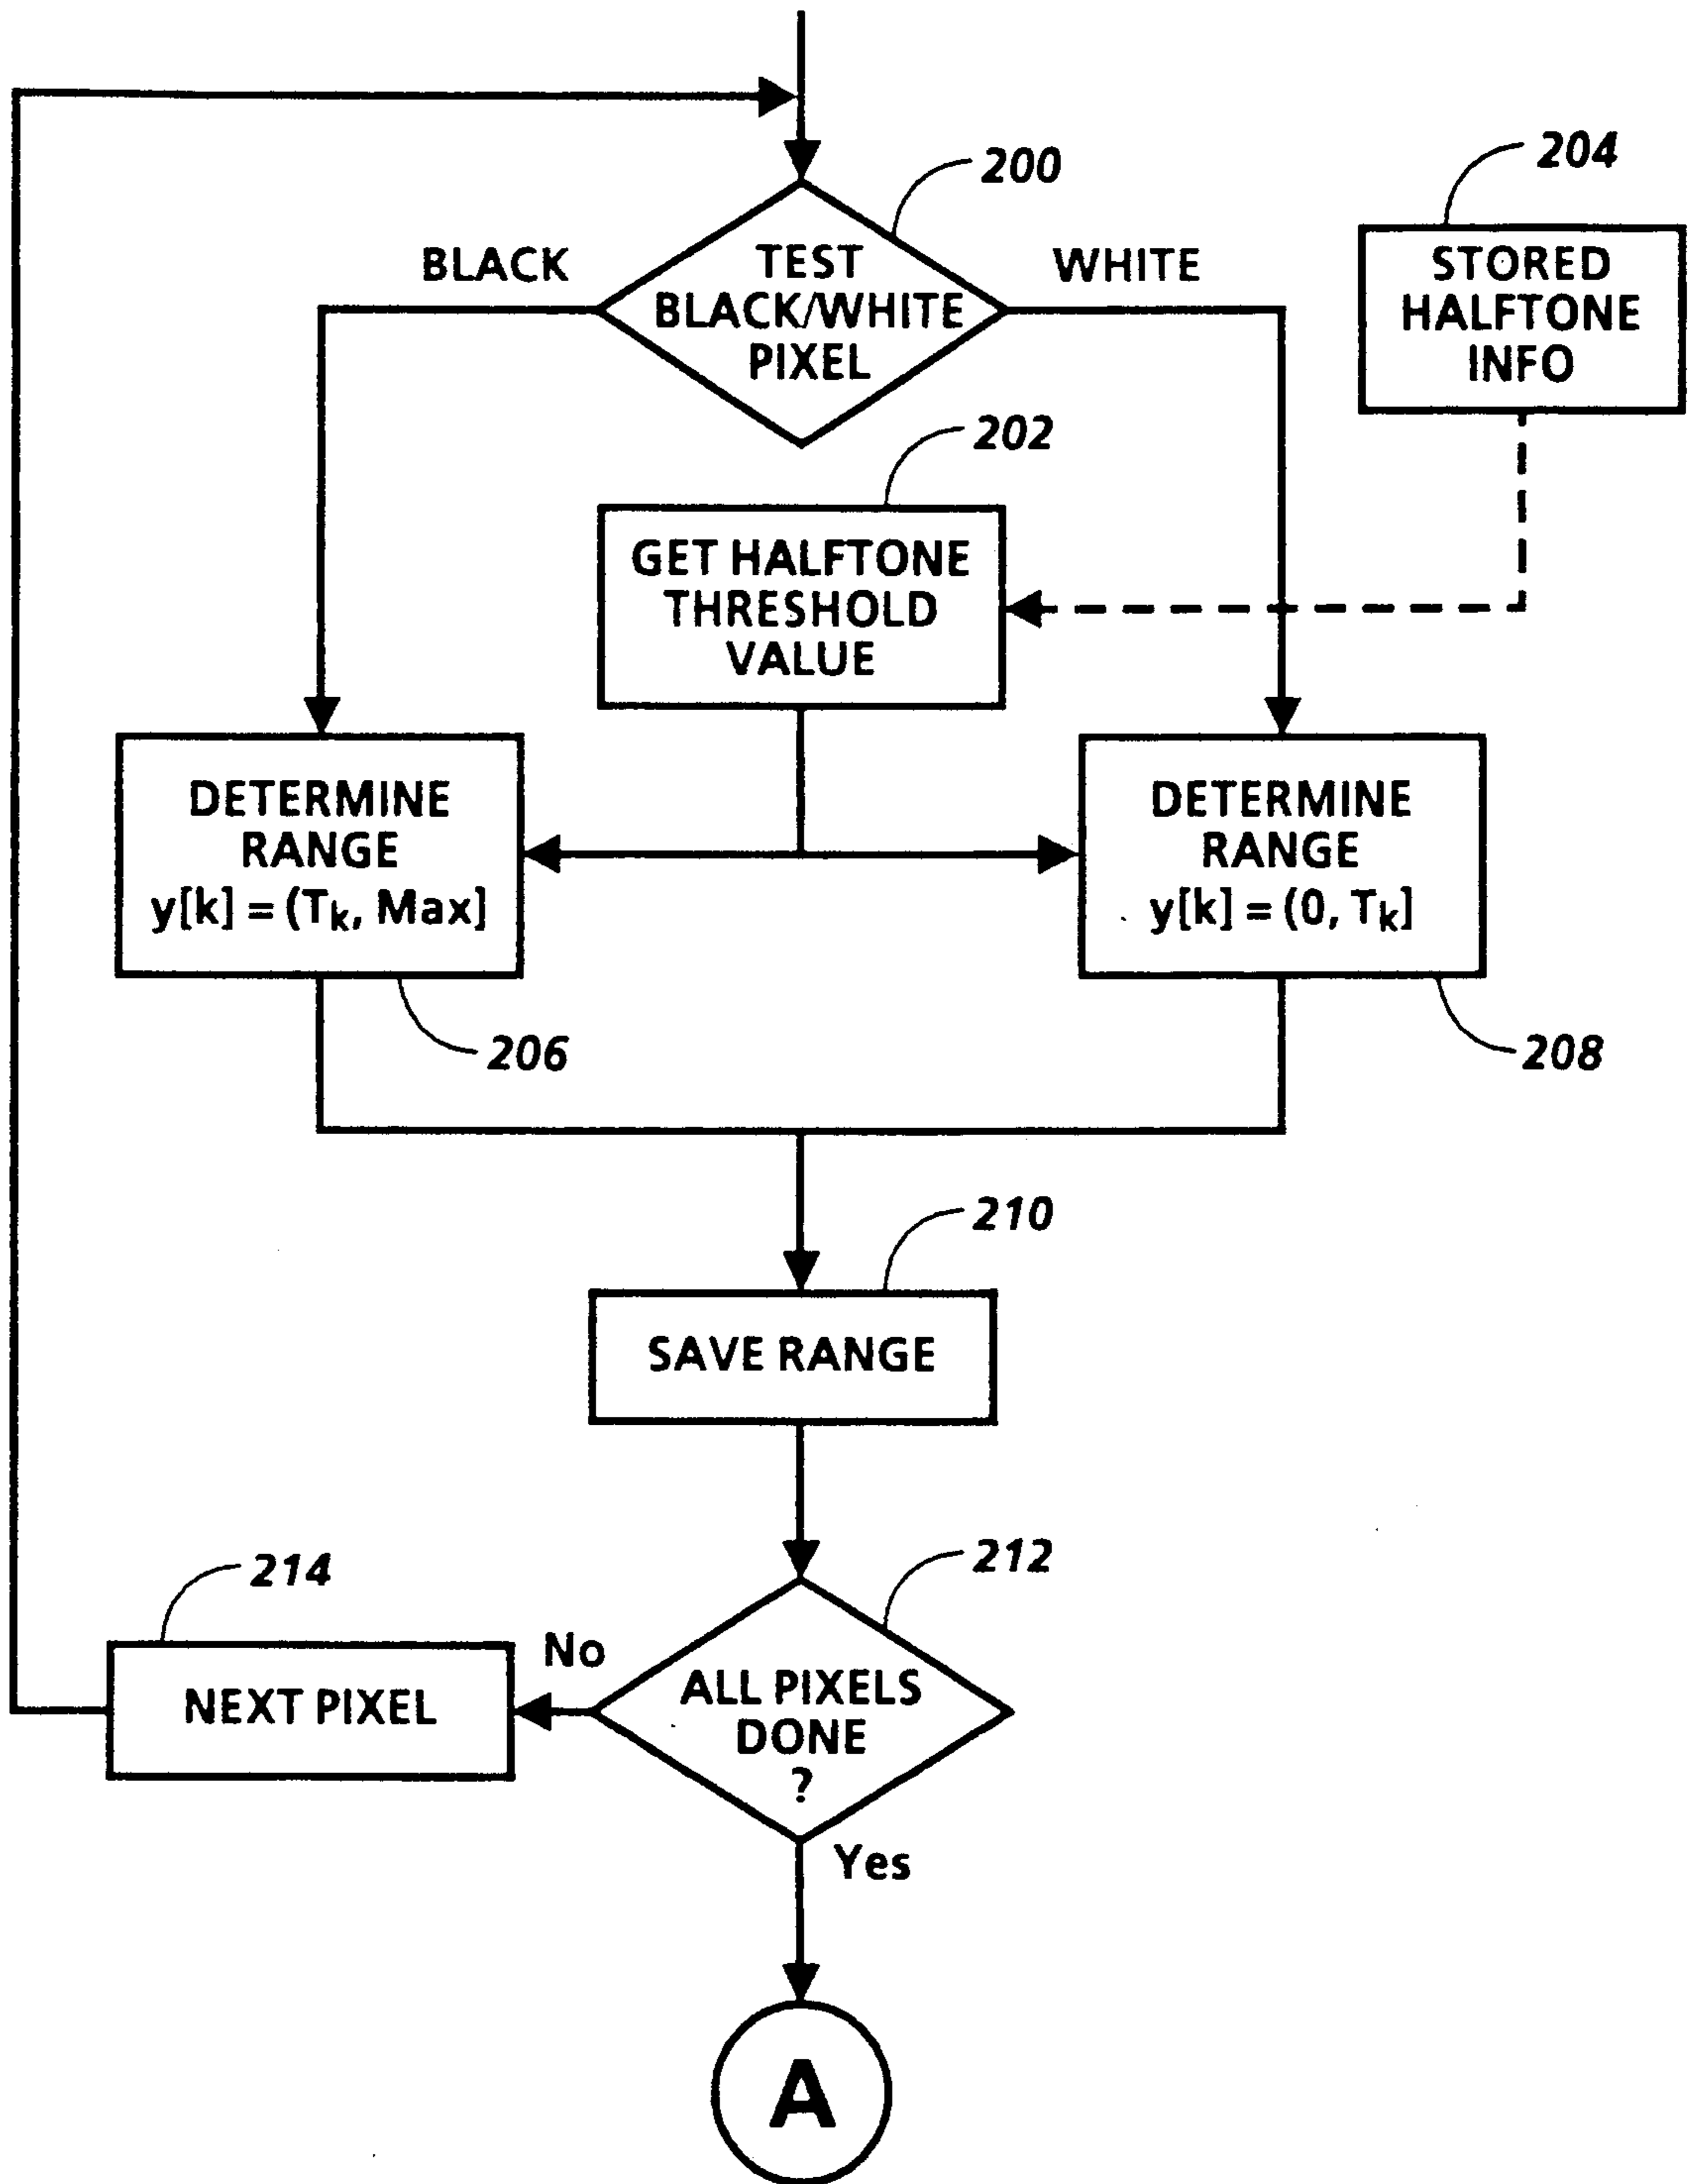 200
204
BLACK
TEST
BLACK/WHITE
PIXEL
WHITE
STORED
HALFTONE
INFO
202
GET HALFTONE
THRESHOLD
VALUE
DETERMINE
RANGE
y[k] = (Tk, Max]
DETERMINE
RANGE
y[k] = (0, Tk]
206
208
210
SAVE RANGE
212
214
No
NEXT PIXEL
ALL PIXELS
DONE
?
Yes
A